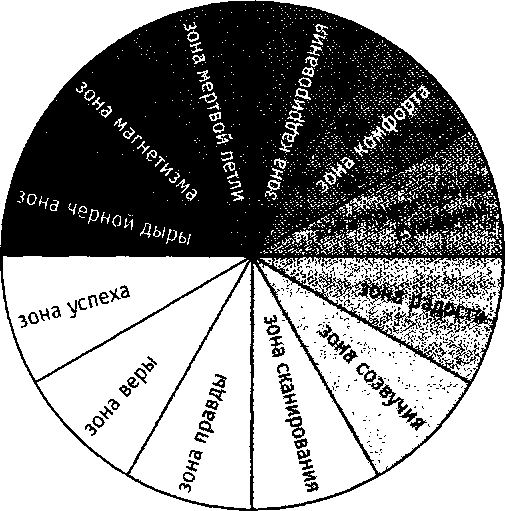 зона черной дыры
зона магнетизма
зона мертвой петли
зона кадрирования
зона комфорта
зона радости
зона созвучия
зона сканирования
зона правды
зона веры
зона успеха